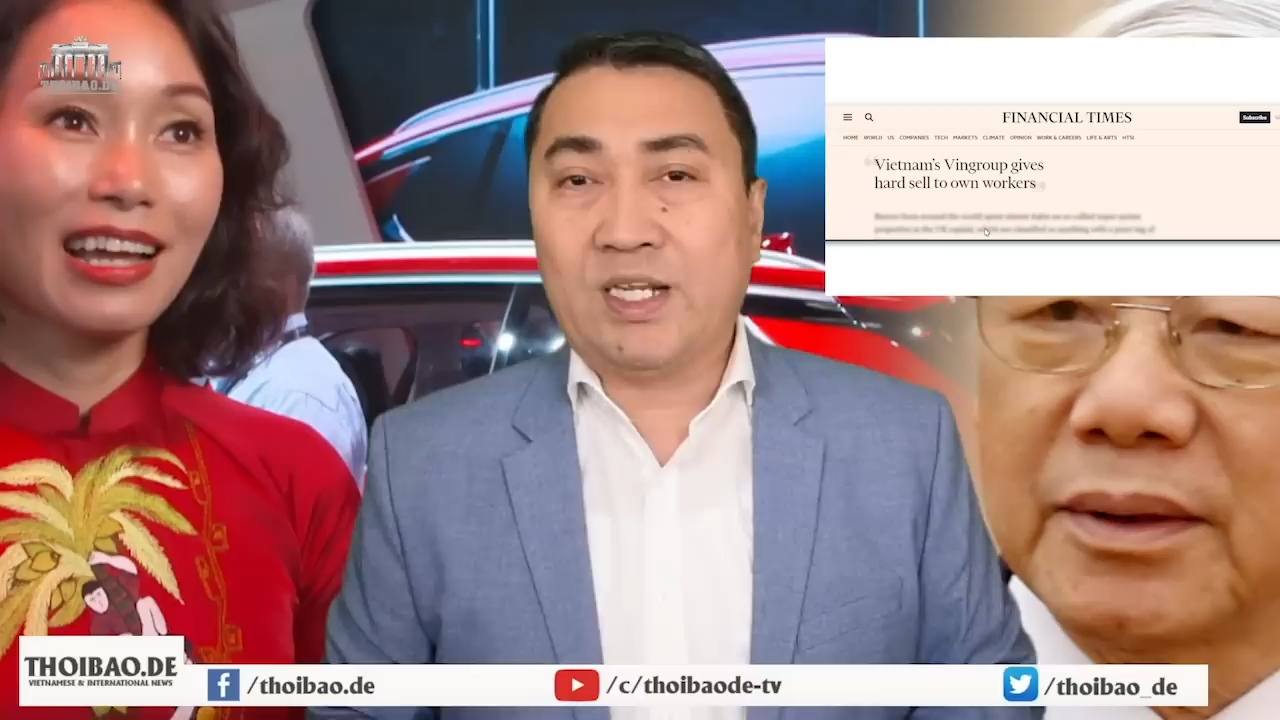 THOIBAO.DE
FINANCIAL TIMES
Subscribe
HOME WORLD US COMPANIES TECH MARKETS CLIMATE OPINION WORK & CAREERS LIFE & ARTS HTSI
Vietnam's Vingroup gives
hard sell to own workers
THOIBAO.DE
VIETNAMESE & INTERNATIONAL NEWS
/thoibao.de
/c/thoibaode-tv
/thoibao_de